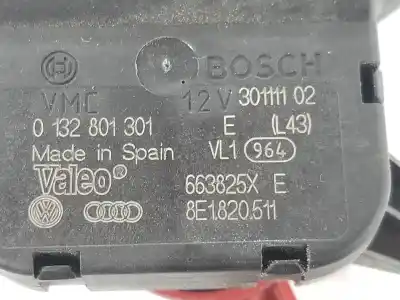 BOSCH
VMC 12V 301111 02
0 132 801 301 E (L43)
Made in Spain VL1 964
Valeo® 663825X E
8E1.820.511